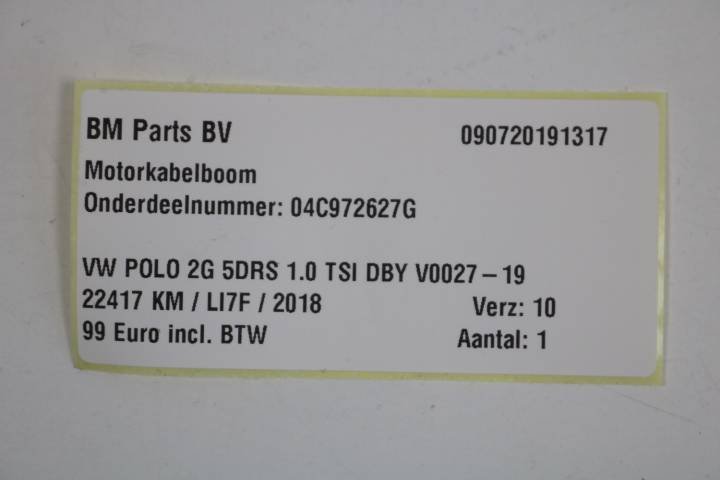 BM Parts BV 090720191317
Motorkabelboom
Onderdeelnummer: 04C972627G
VW POLO 2G 5DRS 1.0 TSI DBY V0027-19
22417 KM / LI7F / 2018 Verz: 10
99 Euro incl. BTW Aantal: 1